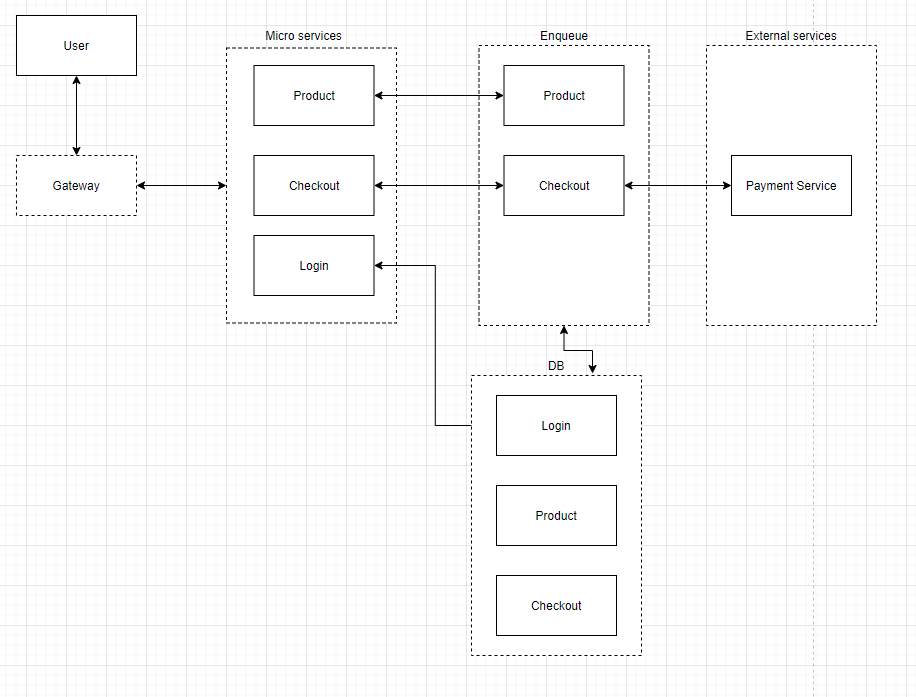 User
Gateway
Micro services
Product
Checkout
Login
Enqueue
Product
Checkout
External services
Payment Service
DB
Login
Product
Checkout